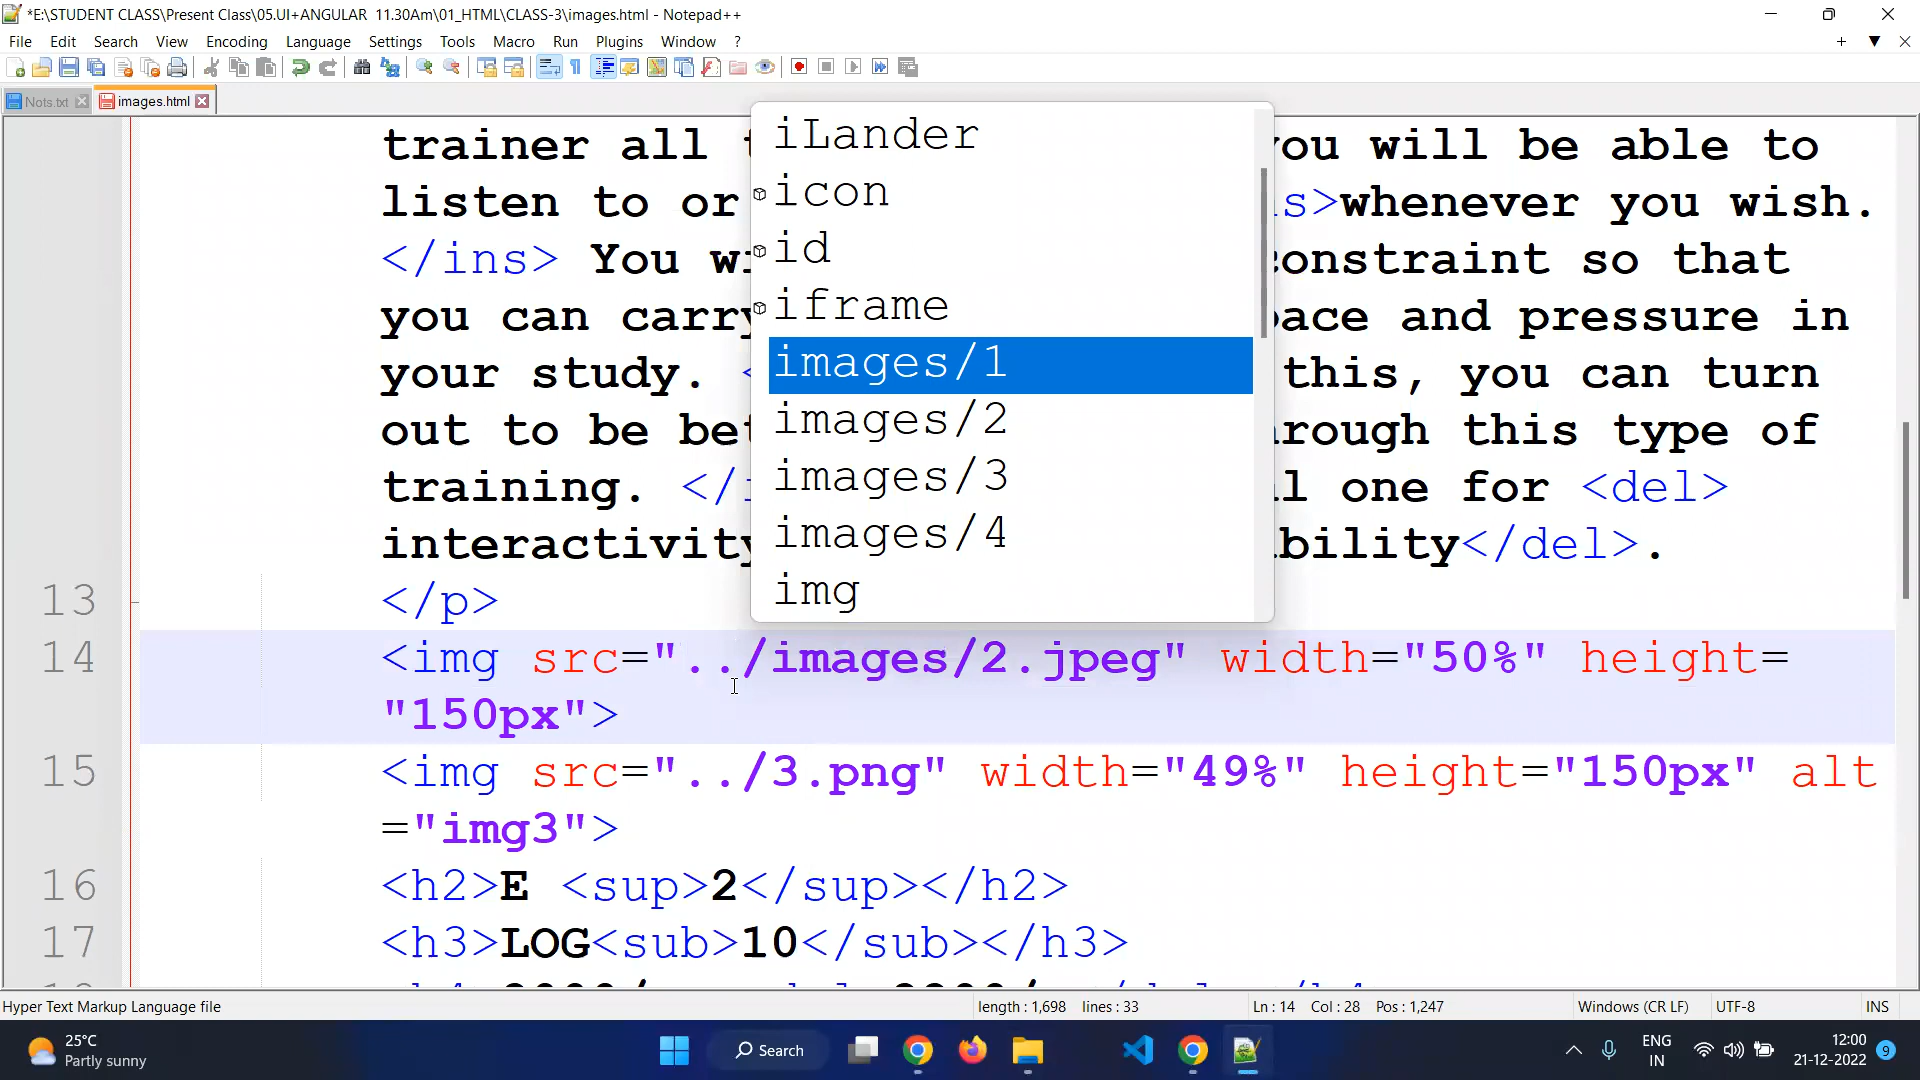 *E:\STUDENT CLASS\Present Class\05.UI+ANGULAR 11.30Am\01_HTML\CLASS-3\images.html - Notepad++
File Edit Search View Encoding Language Settings Tools Macro Run Plugins Window ?
Nots.txt images.html
iLander
icon
id
iframe
images/1
images/2
images/3
images/4
img
trainer all you will be able to
listen to or s>whenever you wish.
</ins> You constraint so that
you can carry pace and pressure in
your study. this, you can turn
out to be through this type of
training. </ one for <del>
interactivity </del>.
13 </p>
14 <img src="../images/2.jpeg" width="50%" height=
"150px">
15 <img src="../3.png" width="49%" height="150px" alt
="img3">
16 <h2>E <sup>2</sup></h2>
17 <h3>LOG<sub>10</sub></h3>
Hyper Text Markup Language file length : 1,698 lines : 33 Ln : 14 Col : 28 Pos : 1,247 Windows (CR LF) UTF-8 INS
25°C
Partly sunny
Search
ENG
IN
12:00
21-12-2022
9